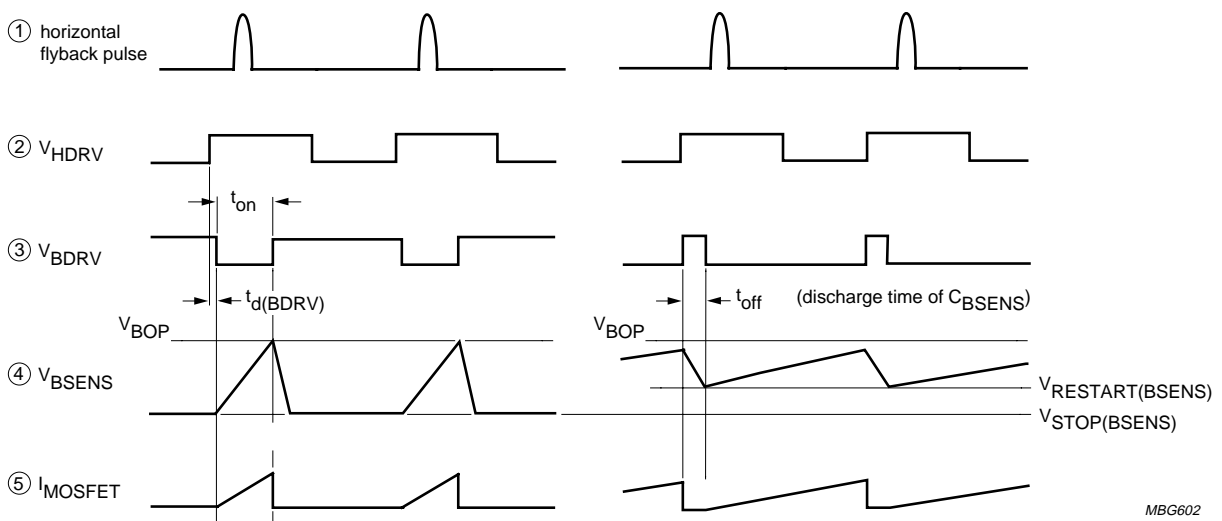 ① horizontal
flyback pulse
② VHDRV
ton
③ VBDRV
td(BDRV)
toff (discharge time of CBSENS)
VBOP
VBOP
④ VBSENS
VRESTART(BSENS)
VSTOP(BSENS)
⑤ IMOSFET
MBG602